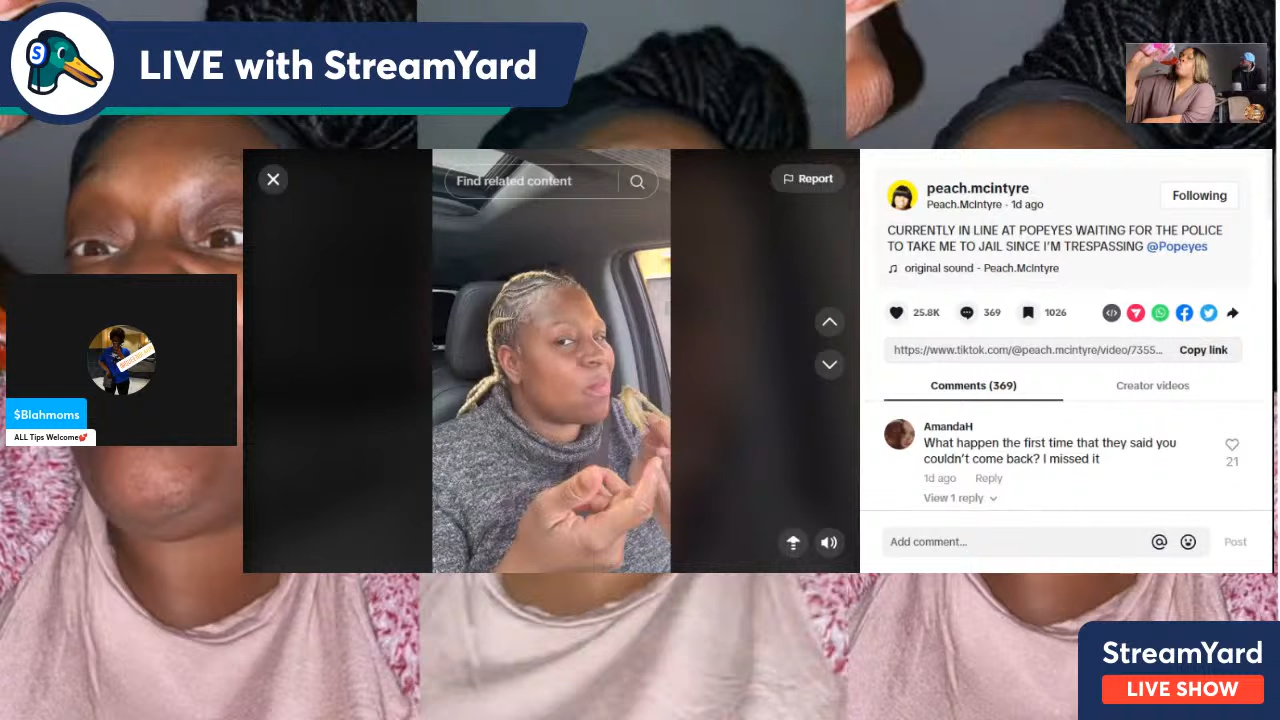 S
LIVE with StreamYard
Find related content
Report
peach.mcintyre
Peach.McIntyre · 1d ago
Following
CURRENTLY IN LINE AT POPEYES WAITING FOR THE POLICE
TO TAKE ME TO JAIL SINCE I'M TRESPASSING @Popeyes
original sound - Peach.McIntyre
25.8K
369
1026
https://www.tiktok.com/@peach.mcintyre/video/7355...
Copy link
Comments (369)
Creator videos
AmandaH
What happen the first time that they said you
couldn't come back? I missed it
21
1d ago
Reply
View 1 reply
Add comment...
Post
$Blahmoms
ALL Tips Welcome💕
StreamYard
LIVE SHOW